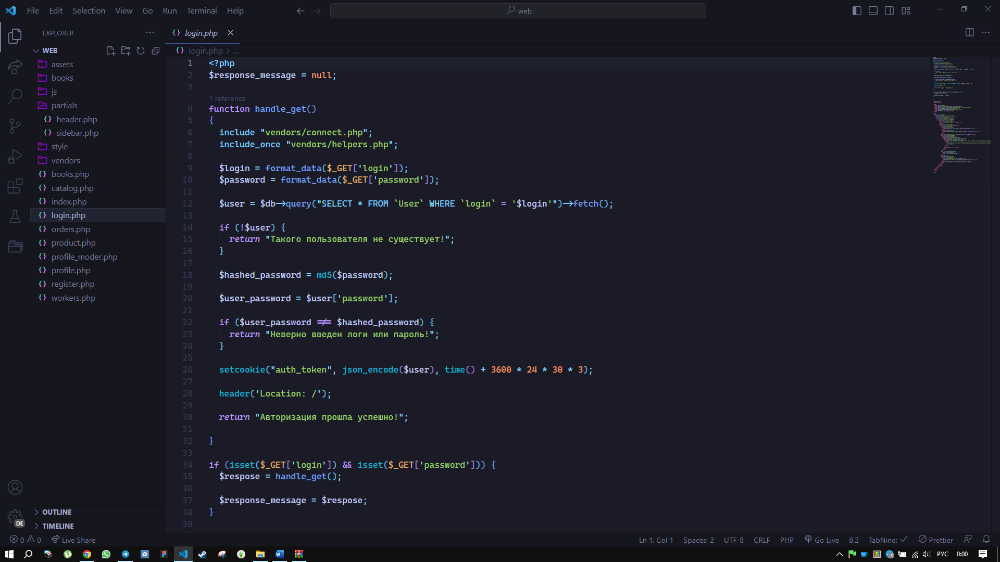 File Edit Selection View Go Run Terminal Help
web
EXPLORER
login.php
WEB
login.php > ...
assets
books
js
partials
header.php
sidebar.php
style
vendors
books.php
catalog.php
index.php
login.php
orders.php
product.php
profile_moder.php
profile.php
register.php
workers.php
OUTLINE
TIMELINE
DE
1 <?php
2 $response_message = null;
3
1 reference
4 function handle_get()
5 {
6 include "vendors/connect.php";
7 include_once "vendors/helpers.php";
8
9 $login = format_data($_GET['login']);
10 $password = format_data($_GET['password']);
11
12 $user = $db->query("SELECT * FROM `User` WHERE `login` = '$login'")->fetch();
13
14 if (!$user) {
15 return "Такого пользователя не существует!";
16 }
17
18 $hashed_password = md5($password);
19
20 $user_password = $user['password'];
21
22 if ($user_password !== $hashed_password) {
23 return "Неверно введен логи или пароль!";
24 }
25
26 setcookie("auth_token", json_encode($user), time() + 3600 * 24 * 30 * 3);
27
28 header('Location: /');
29
30 return "Авторизация прошла успешно!";
31
32 }
33
34 if (isset($_GET['login']) && isset($_GET['password'])) {
35 $respose = handle_get();
36
37 $response_message = $respose;
38 }
39
0 0 Live Share
Ln 1, Col 1 Spaces: 2 UTF-8 CRLF PHP Go Live 8.2 TabNine: Prettier
РУС 0:00